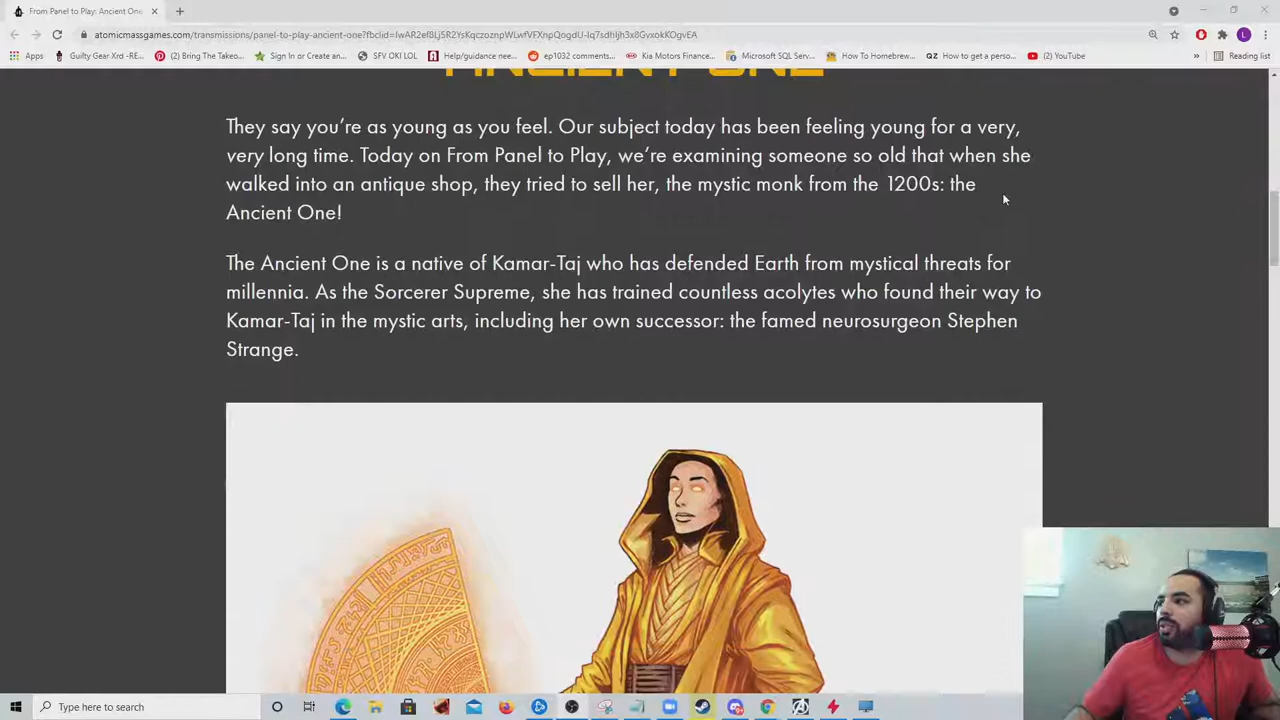 From Panel to Play: Ancient One
atomicmassgames.com/transmissions/panel-to-play-ancient-one?fbclid=
Apps
Guilty Gear Xrd -RE...
(2) Bring The Takeo...
Sign In or Create an...
SFV OKI LOL
Help/guidance neede...
ep1032 comments...
Kia Motors Finance...
Microsoft SQL Serv...
How To Homebrew...
How to get a perso...
(2) YouTube
Reading list
ANCIENT ONE
They say you're as young as you feel. Our subject today has been feeling young for a very,
very long time. Today on From Panel to Play, we're examining someone so old that when she
walked into an antique shop, they tried to sell her, the mystic monk from the 1200s: the
Ancient One!
The Ancient One is a native of Kamar-Taj who has defended Earth from mystical threats for
millennia. As the Sorcerer Supreme, she has trained countless acolytes who found their way to
Kamar-Taj in the mystic arts, including her own successor: the famed neurosurgeon Stephen
Strange.
Type here to search